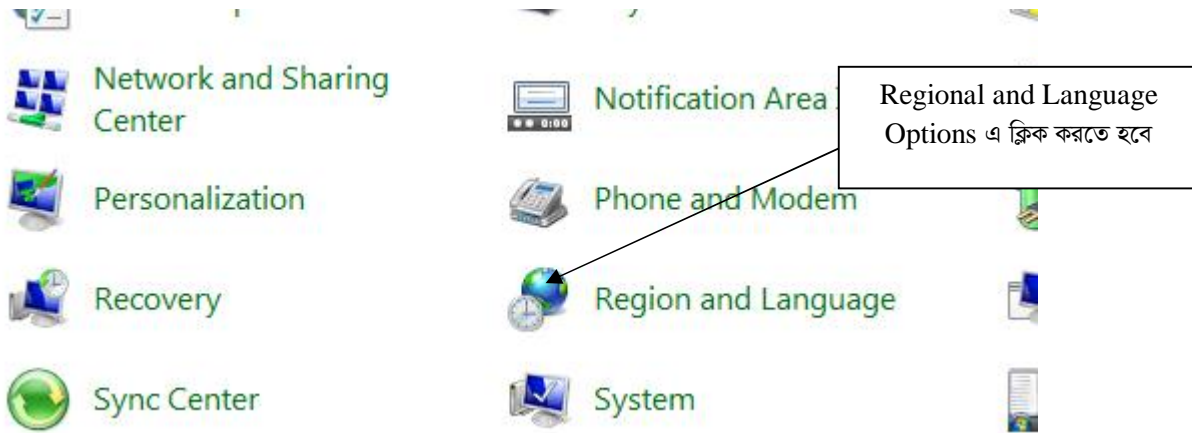 Network and Sharing
Center
Notification Area
Regional and Language
Options এ ক্লিক করতে হবে
Personalization
Phone and Modem
Recovery
Region and Language
Sync Center
System